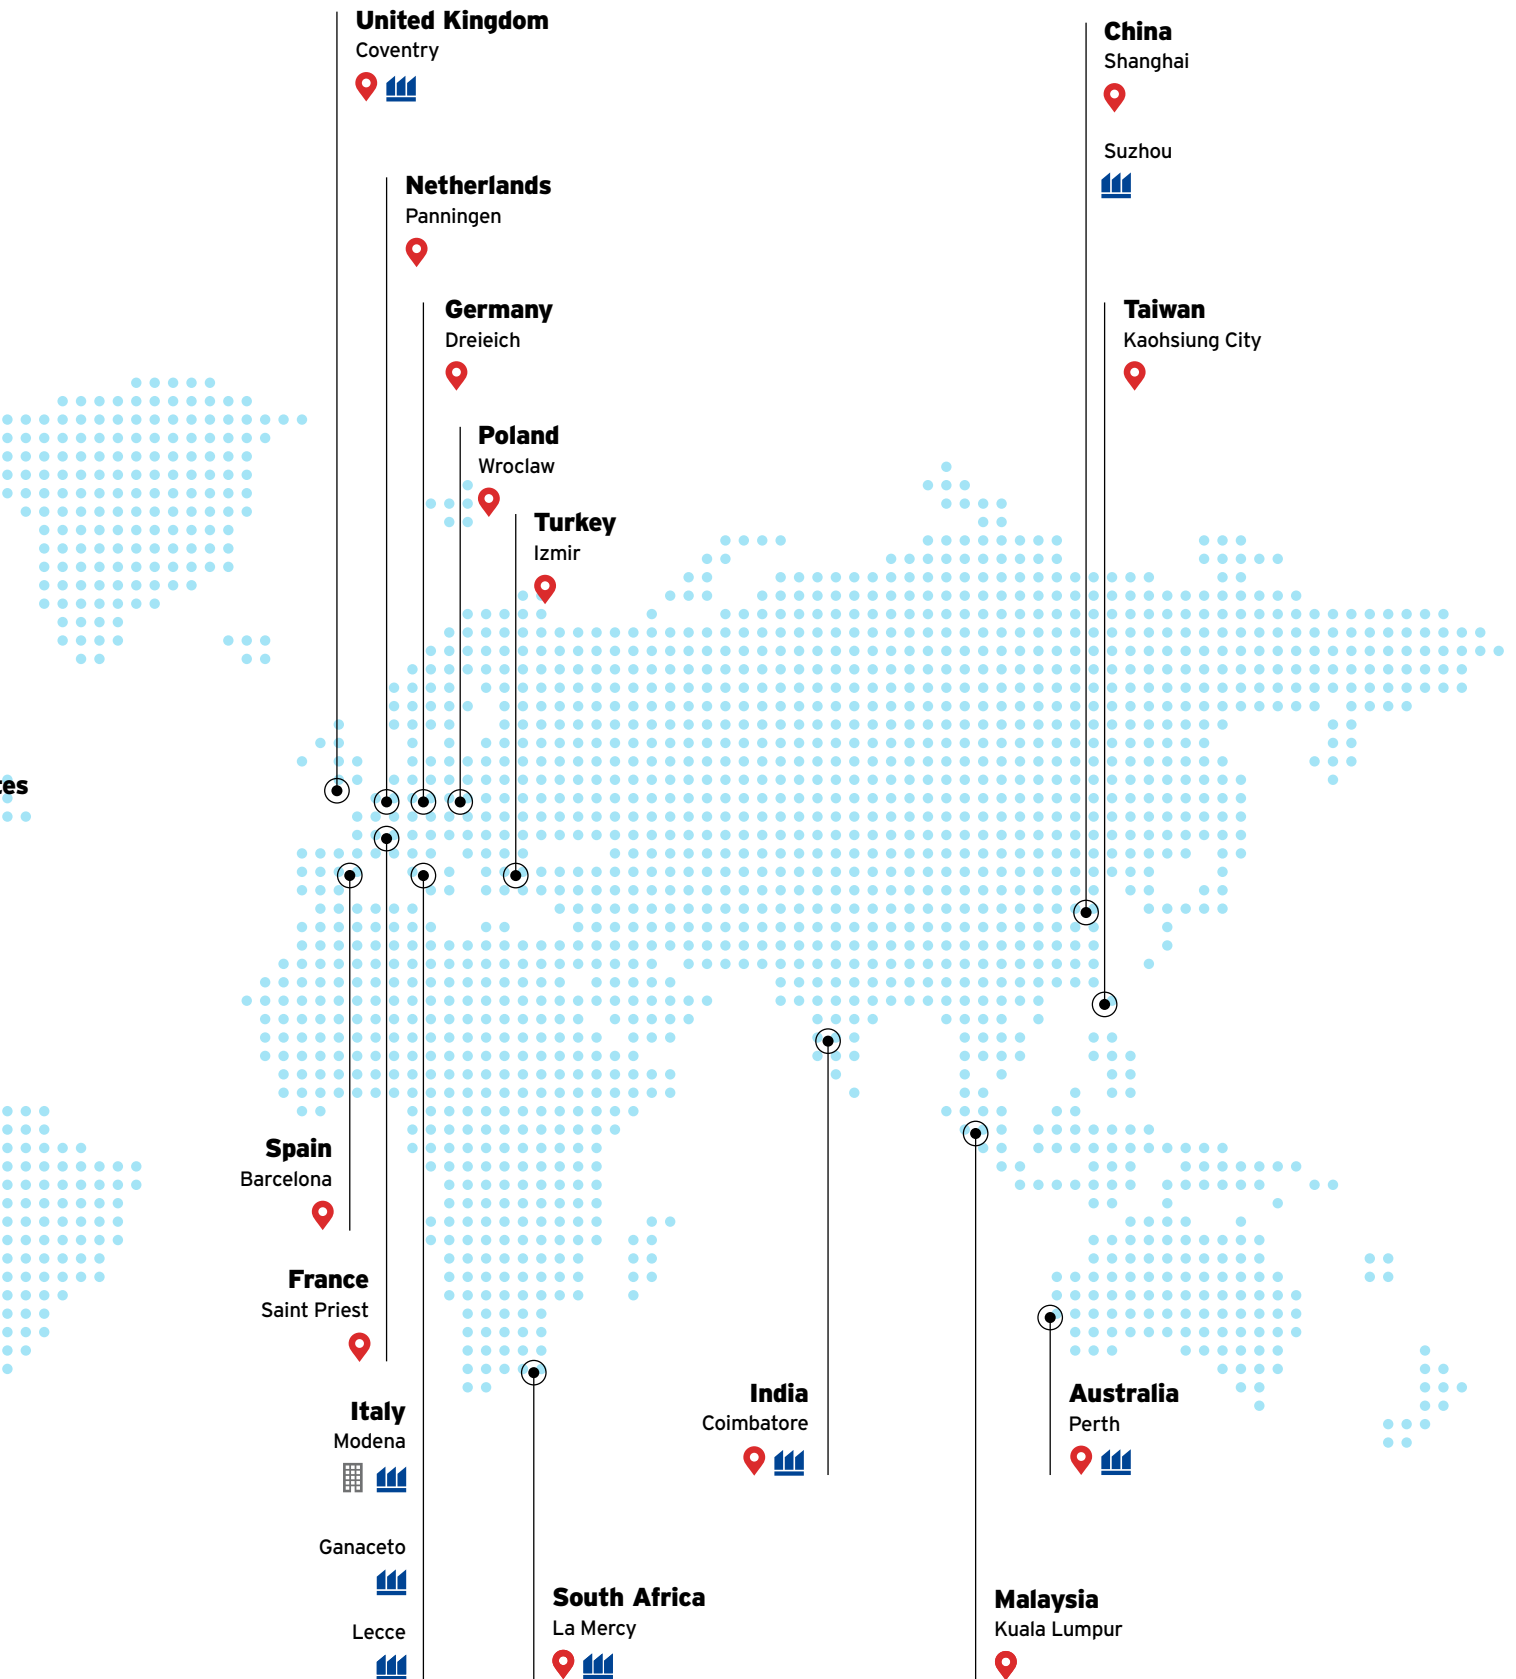 United Kingdom
Coventry
China
Shanghai
Suzhou
Netherlands
Panningen
Germany
Dreieich
Taiwan
Kaohsiung City
Poland
Wroclaw
Turkey
Izmir
tes
Spain
Barcelona
France
Saint Priest
Italy
Modena
Ganaceto
Lecce
India
Coimbatore
Australia
Perth
South Africa
La Mercy
Malaysia
Kuala Lumpur